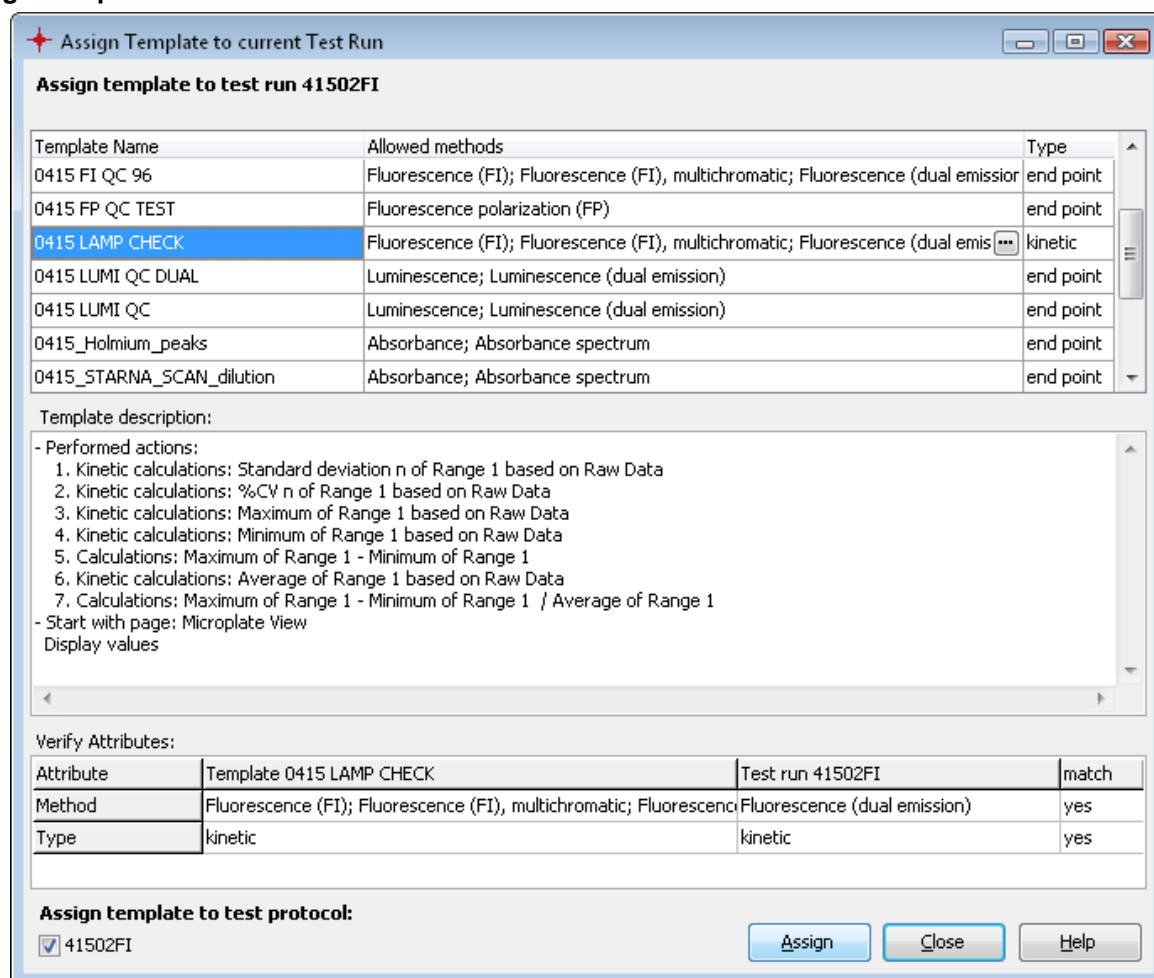 Assign Template to current Test Run
Assign template to test run 41502FI
Template Name Allowed methods Type
0415 FI QC 96 Fluorescence (FI); Fluorescence (FI), multichromatic; Fluorescence (dual emission end point
0415 FP QC TEST Fluorescence polarization (FP) end point
0415 LAMP CHECK Fluorescence (FI); Fluorescence (FI), multichromatic; Fluorescence (dual emis ... kinetic
0415 LUMI QC DUAL Luminescence; Luminescence (dual emission) end point
0415 LUMI QC Luminescence; Luminescence (dual emission) end point
0415_Holmium_peaks Absorbance; Absorbance spectrum end point
0415_STARNA_SCAN_dilution Absorbance; Absorbance spectrum end point
Template description:
- Performed actions:
1. Kinetic calculations: Standard deviation n of Range 1 based on Raw Data
2. Kinetic calculations: %CV n of Range 1 based on Raw Data
3. Kinetic calculations: Maximum of Range 1 based on Raw Data
4. Kinetic calculations: Minimum of Range 1 based on Raw Data
5. Calculations: Maximum of Range 1 - Minimum of Range 1
6. Kinetic calculations: Average of Range 1 based on Raw Data
7. Calculations: Maximum of Range 1 - Minimum of Range 1 / Average of Range 1
- Start with page: Microplate View
Display values
Verify Attributes:
Attribute Template 0415 LAMP CHECK Test run 41502FI match
Method Fluorescence (FI); Fluorescence (FI), multichromatic; Fluorescenc Fluorescence (dual emission) yes
Type kinetic kinetic yes
Assign template to test protocol:
41502FI Assign Close Help